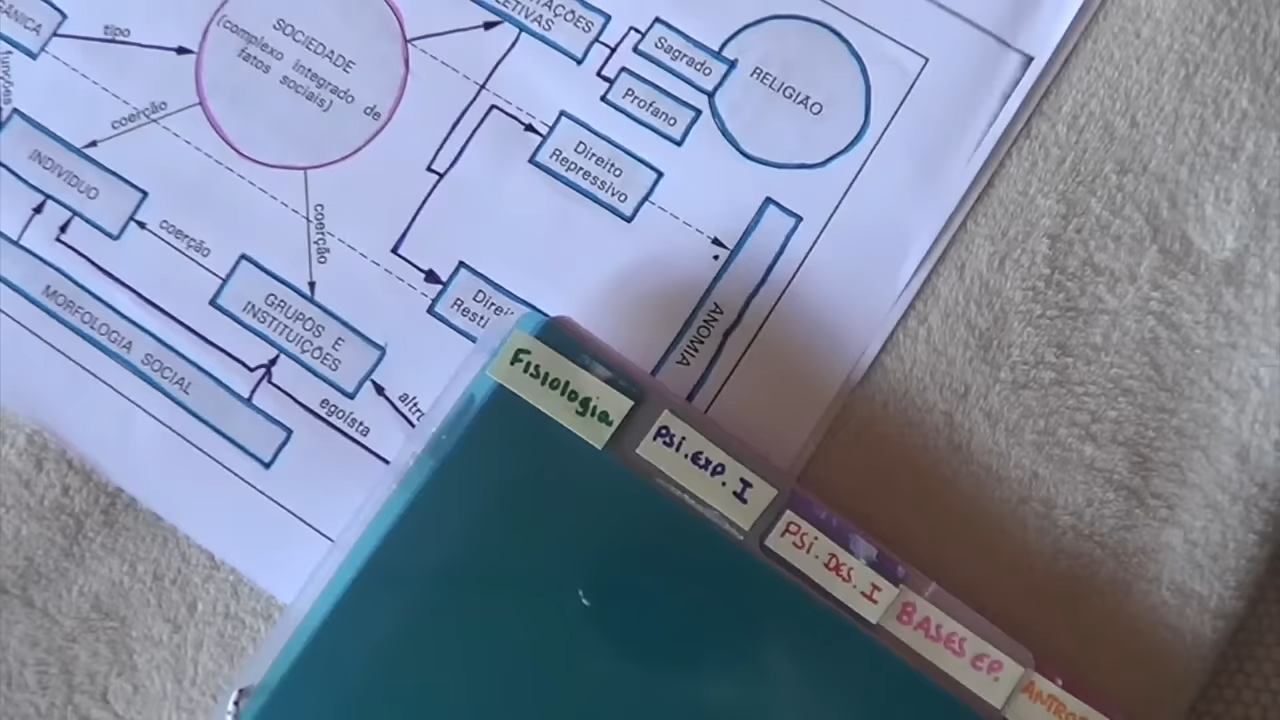 tipo
SOCIEDADE
(complexo integrado de
fatos sociais)
Sagrado
RELIGIÃO
Profano
coerção
Direito
Repressivo
INDIVÍDUO
coerção
coerção
GRUPOS E
INSTITUIÇÕES
MORFOLOGIA SOCIAL
egoísta
ANOMIA
Fisiologia
PSI.EXP. I
PSI.DES. I
BASES EP.